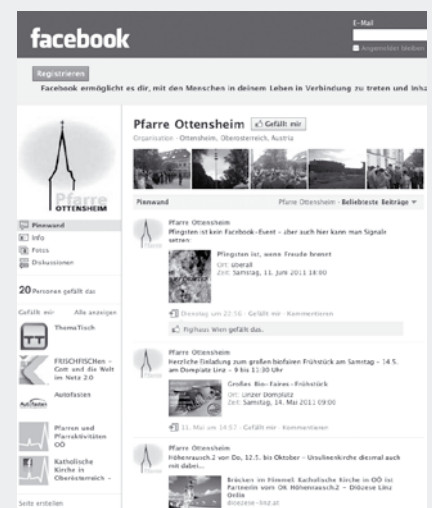 facebook
E-Mail
Angemeldet bleiben
Registrieren
Facebook ermöglicht es dir, mit den Menschen in deinem Leben in Verbindung zu treten und Inha
Pfarre
OTTENSHEIM
Pfarre Ottensheim Gefällt mir
Organisation · Ottensheim, Oberosterreich, Austria
Pinnwand
Info
Fotos
Diskussionen
20 Personen gefällt das
Gefällt mir Alle anzeigen
ThemaTisch
FRISCHFISCHen -
Gott und die Welt
im Netz 2.0
Autofasten
Autofasten
Pfarren und
Pfarraktivitäten
OÖ
Katholische
Kirche in
Oberösterreich -
Seite erstellen
Pinnwand Pfarre Ottensheim · Beliebteste Beiträge
Pfarre Ottensheim
Pfingsten ist kein Facebook-Event - aber auch hier kann man Signale
setzen:
Pfingsten ist, wenn Freude brennt
Ort: überall
Zeit: Samstag, 11. Juni 2011 18:00
Dienstag um 22:16 · Gefällt mir · Kommentieren
Figlhaus Wien gefällt das.
Pfarre Ottensheim
Herzliche Einladung zum großen biofairen Frühstück am Samstag - 14.5.
am Domplatz Linz - 9 bis 11:30 Uhr
Großes Bio-Faires-Frühstück
Ort: Linzer Domplatz
Zeit: Samstag, 14. Mai 2011 09:00
11. Mai um 14:57 · Gefällt mir · Kommentieren
Pfarre Ottensheim
Höhenrausch.2 von Do, 12.5. bis Oktober - Ursulinenkirche diesmal auch
mit dabei...
Brücken im Himmel: Katholische Kirche in OÖ ist
PartnerIn vom OK Höhenrausch.2 - Diözese Linz
Online
dioezese-linz.at